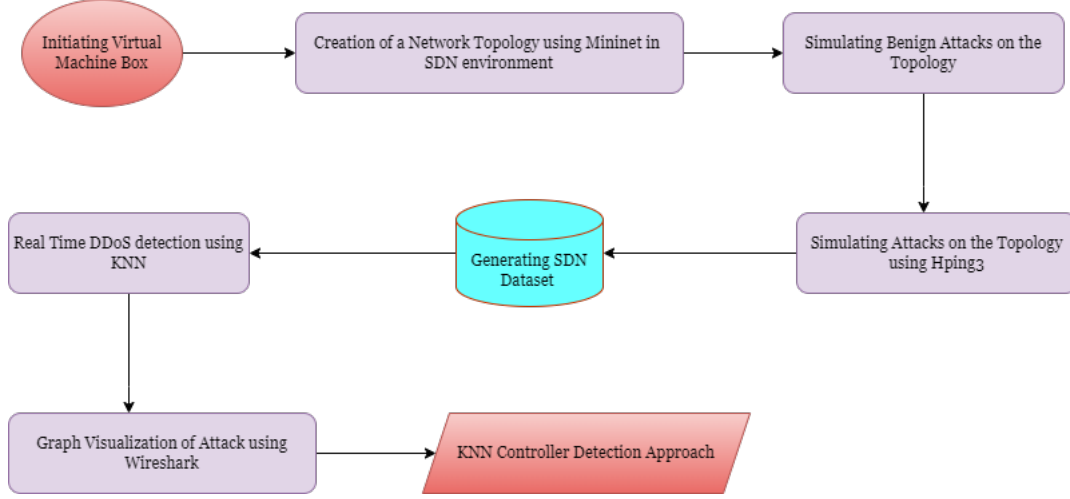 Initiating Virtual
Machine Box
Creation of a Network Topology using Mininet in
SDN environment
Simulating Benign Attacks on the
Topology
Simulating Attacks on the Topology
using Hping3
Generating SDN
Dataset
Real Time DDoS detection using
KNN
Graph Visualization of Attack using
Wireshark
KNN Controller Detection Approach